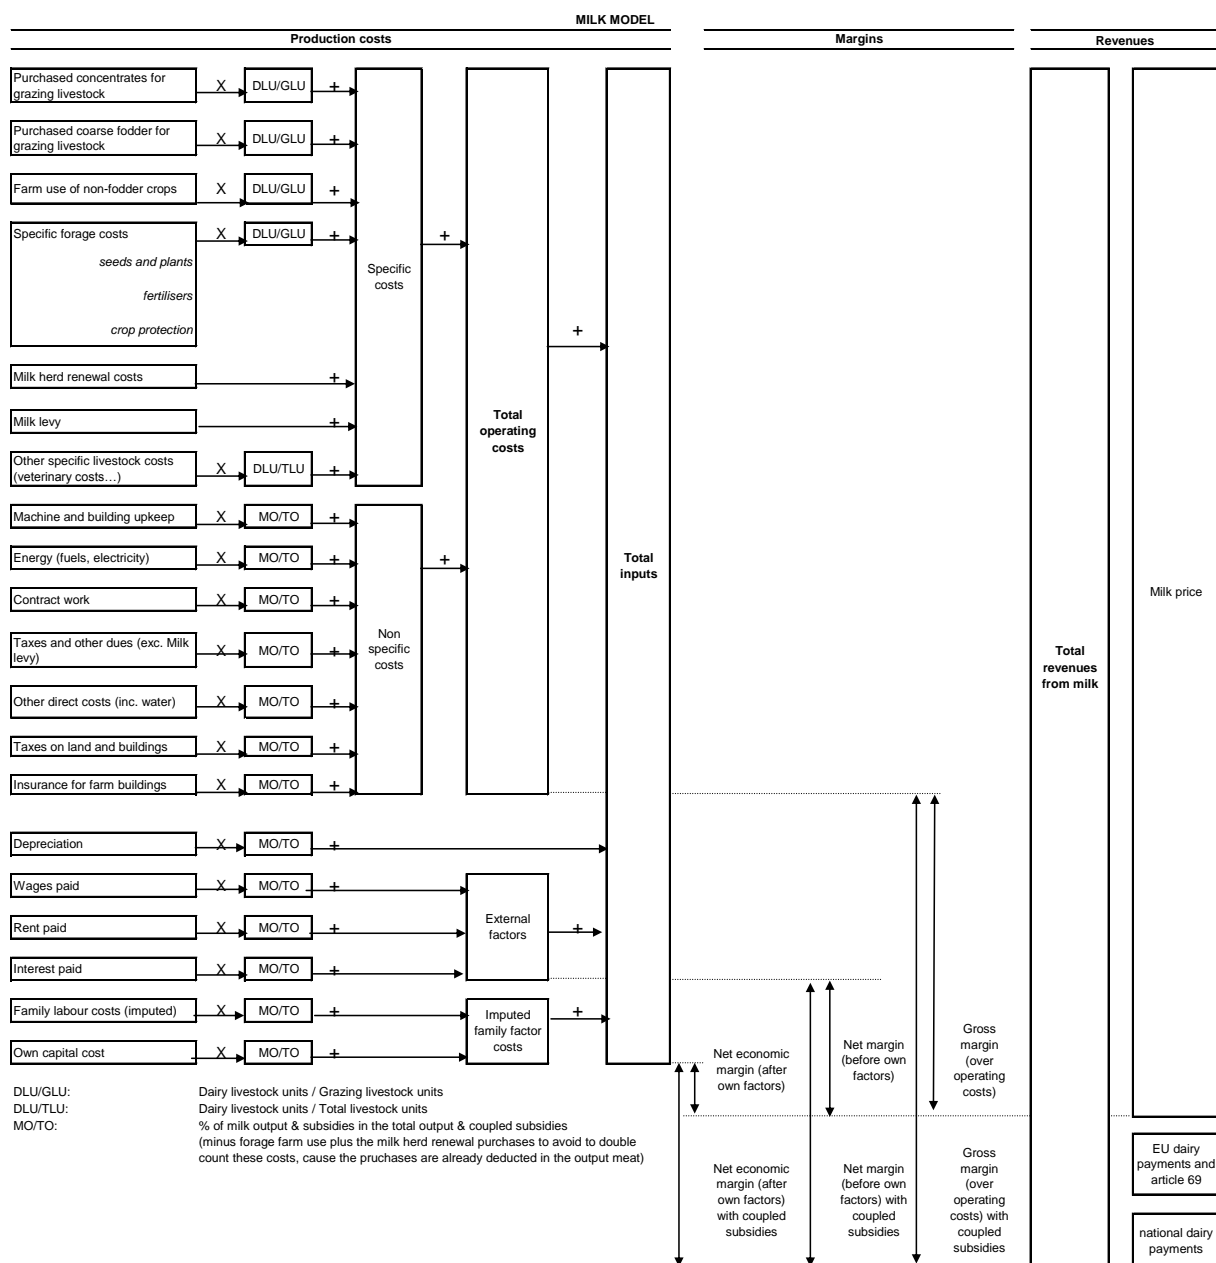 MILK MODEL
Production costs
Margins
Revenues
Purchased concentrates for
grazing livestock
X
DLU/GLU
+
Purchased coarse fodder for
grazing livestock
X
DLU/GLU
+
Farm use of non-fodder crops
X
DLU/GLU
+
Specific forage costs
X
DLU/GLU
+
seeds and plants
fertilisers
crop protection
Specific
costs
+
+
Milk herd renewal costs
+
Milk levy
+
Other specific livestock costs
(veterinary costs…)
X
DLU/TLU
+
Total
operating
costs
Machine and building upkeep
X
MO/TO
+
Energy (fuels, electricity)
X
MO/TO
+
+
Contract work
X
MO/TO
+
Taxes and other dues (exc. Milk
levy)
X
MO/TO
+
Other direct costs (inc. water)
X
MO/TO
+
Taxes on land and buildings
X
MO/TO
+
Insurance for farm buildings
X
MO/TO
+
Non
specific
costs
Total
inputs
Total
revenues
from milk
Milk price
Depreciation
X
MO/TO
+
Wages paid
X
MO/TO
+
Rent paid
X
MO/TO
+
Interest paid
X
MO/TO
+
External
factors
+
Family labour costs (imputed)
X
MO/TO
+
Own capital cost
X
MO/TO
+
Imputed
family factor
costs
+
Net economic
margin (after
own factors)
Net margin
(before own
factors)
Gross
margin
(over
operating
costs)
DLU/GLU:
Dairy livestock units / Grazing livestock units
DLU/TLU:
Dairy livestock units / Total livestock units
MO/TO:
% of milk output & subsidies in the total output & coupled subsidies
(minus forage farm use plus the milk herd renewal purchases to avoid to double
count these costs, cause the pruchases are already deducted in the output meat)
Net economic
margin (after
own factors)
with coupled
subsidies
Net margin
(before own
factors) with
coupled
subsidies
Gross
margin
(over
operating
costs) with
coupled
subsidies
EU dairy
payments and
article 69
national dairy
payments